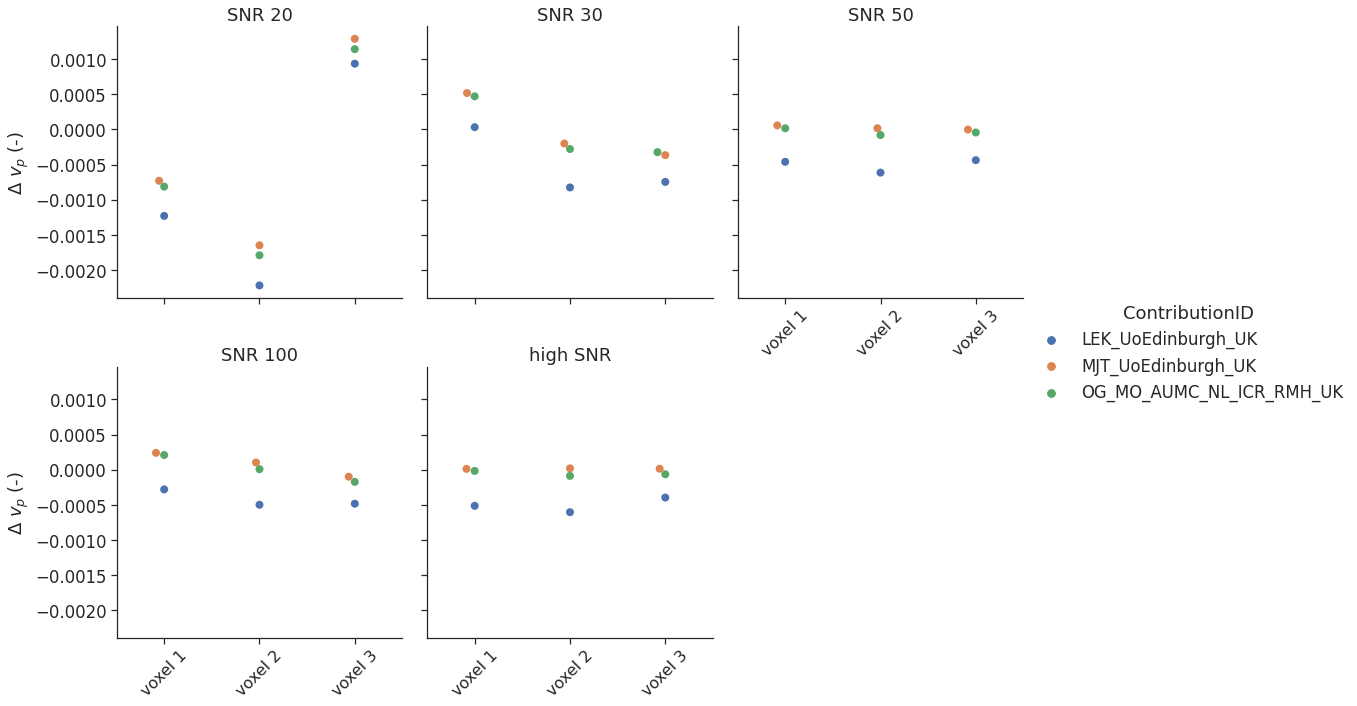 SNR 20
SNR 30
SNR 50
0.0010
0.0005
0.0000
−0.0005
−0.0010
−0.0015
−0.0020
Δ vp (-)
voxel 1
voxel 2
voxel 3
ContributionID
LEK_UoEdinburgh_UK
MJT_UoEdinburgh_UK
OG_MO_AUMC_NL_ICR_RMH_UK
SNR 100
high SNR
0.0010
0.0005
0.0000
−0.0005
−0.0010
−0.0015
−0.0020
Δ vp (-)
voxel 1
voxel 2
voxel 3
voxel 1
voxel 2
voxel 3